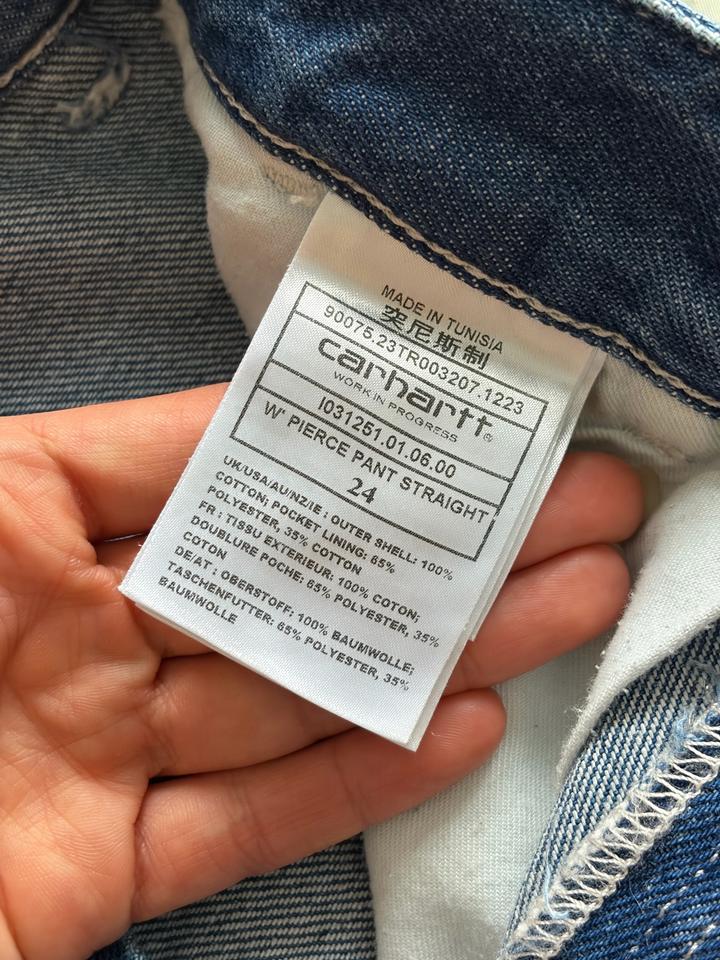 MADE IN TUNISIA
突尼斯制
90075.23TR003207.1223
carhartt®
WORK IN PROGRESS
I031251.01.06.00
W' PIERCE PANT STRAIGHT
24
UK/USA/AU/NZ/IE : OUTER SHELL: 100%
COTTON; POCKET LINING: 65%
POLYESTER, 35% COTTON
FR : TISSU EXTERIEUR: 100% COTON;
DOUBLURE POCHE: 65% POLYESTER, 35%
COTON
DE/AT : OBERSTOFF: 100% BAUMWOLLE;
TASCHENFUTTER: 65% POLYESTER, 35%
BAUMWOLLE